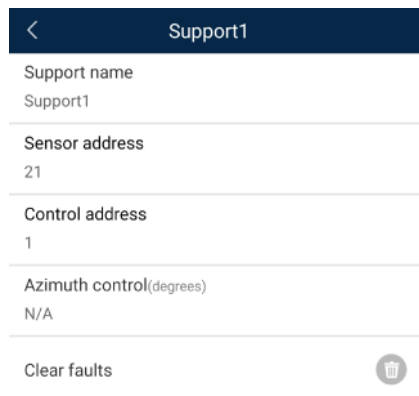 Support1
Support name
Support1
Sensor address
21
Control address
1
Azimuth control(degrees)
N/A
Clear faults